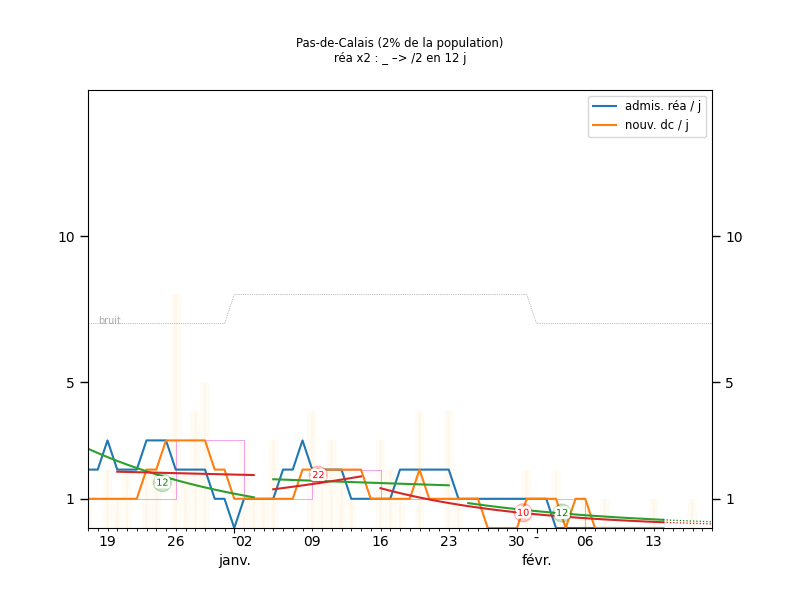 Pas-de-Calais (2% de la population)
réa x2 : _ –> /2 en 12 j
admis. réa / j
nouv. dc / j
10
10
bruit
5
5
12
22
1
1
10
12
19
26
02
09
16
23
30
06
13
janv.
févr.